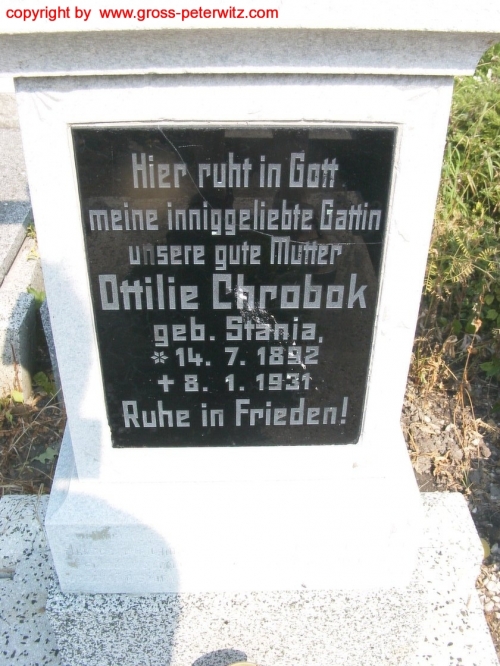 copyright by www.gross-peterwitz.com
Hier ruht in Gott
meine inniggeliebte Gattin
unsere gute Mutter
Ottilie Chrobok
geb. Stania,
* 14. 7. 1892
+ 8. 1. 1931.
Ruhe in Frieden!